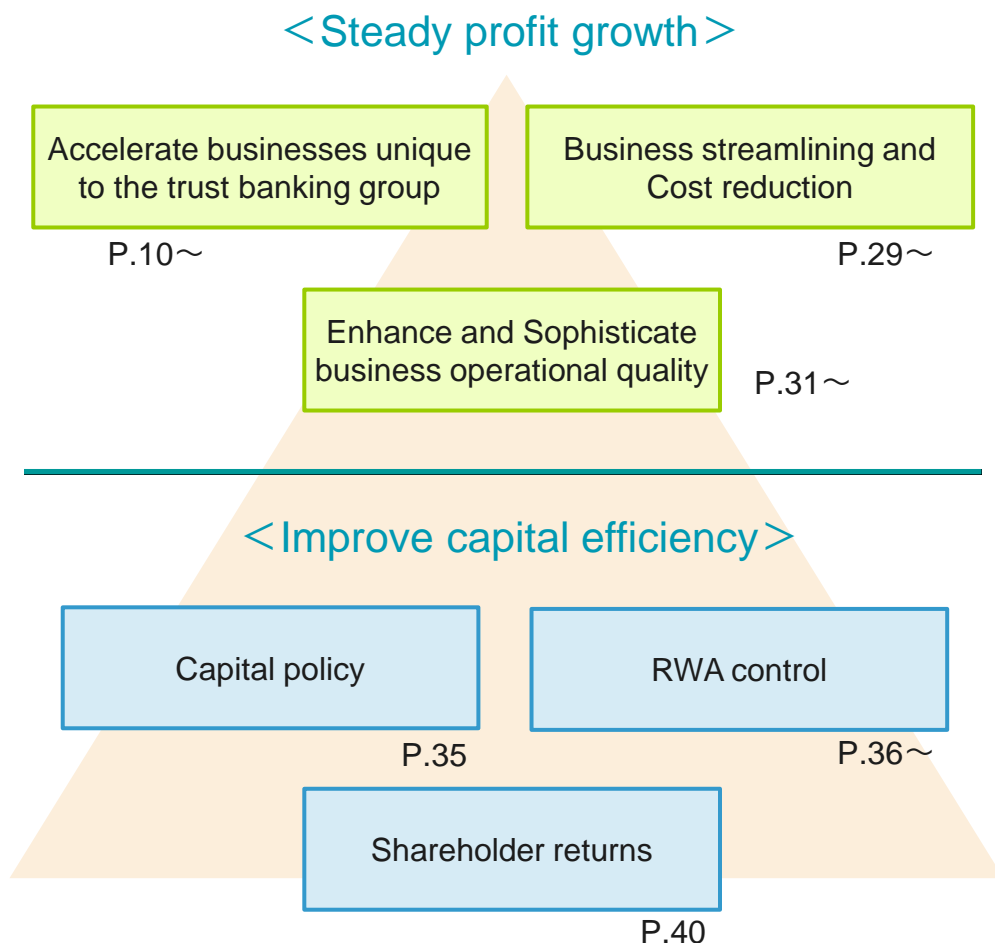 ＜Steady profit growth＞
Accelerate businesses unique
to the trust banking group
Business streamlining and
Cost reduction
P.10～
P.29～
Enhance and Sophisticate
business operational quality
P.31～
＜Improve capital efficiency＞
Capital policy
RWA control
P.35
P.36～
Shareholder returns
P.40